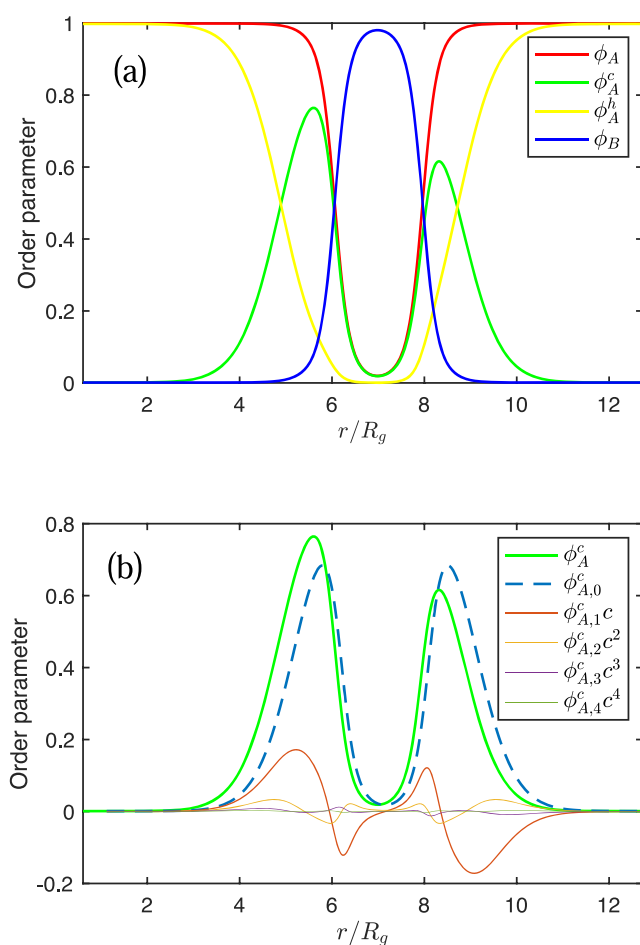 1
0.8
0.6
0.4
0.2
0
Order parameter
(a)
ϕ_A
ϕ_A^c
ϕ_A^h
ϕ_B
2 4 6 8 10 12
r/R_g
0.8
0.6
0.4
0.2
0
-0.2
Order parameter
(b)
ϕ_A^c
ϕ_{A,0}^c
ϕ_{A,1}^c c
ϕ_{A,2}^c c^2
ϕ_{A,3}^c c^3
ϕ_{A,4}^c c^4
2 4 6 8 10 12
r/R_g